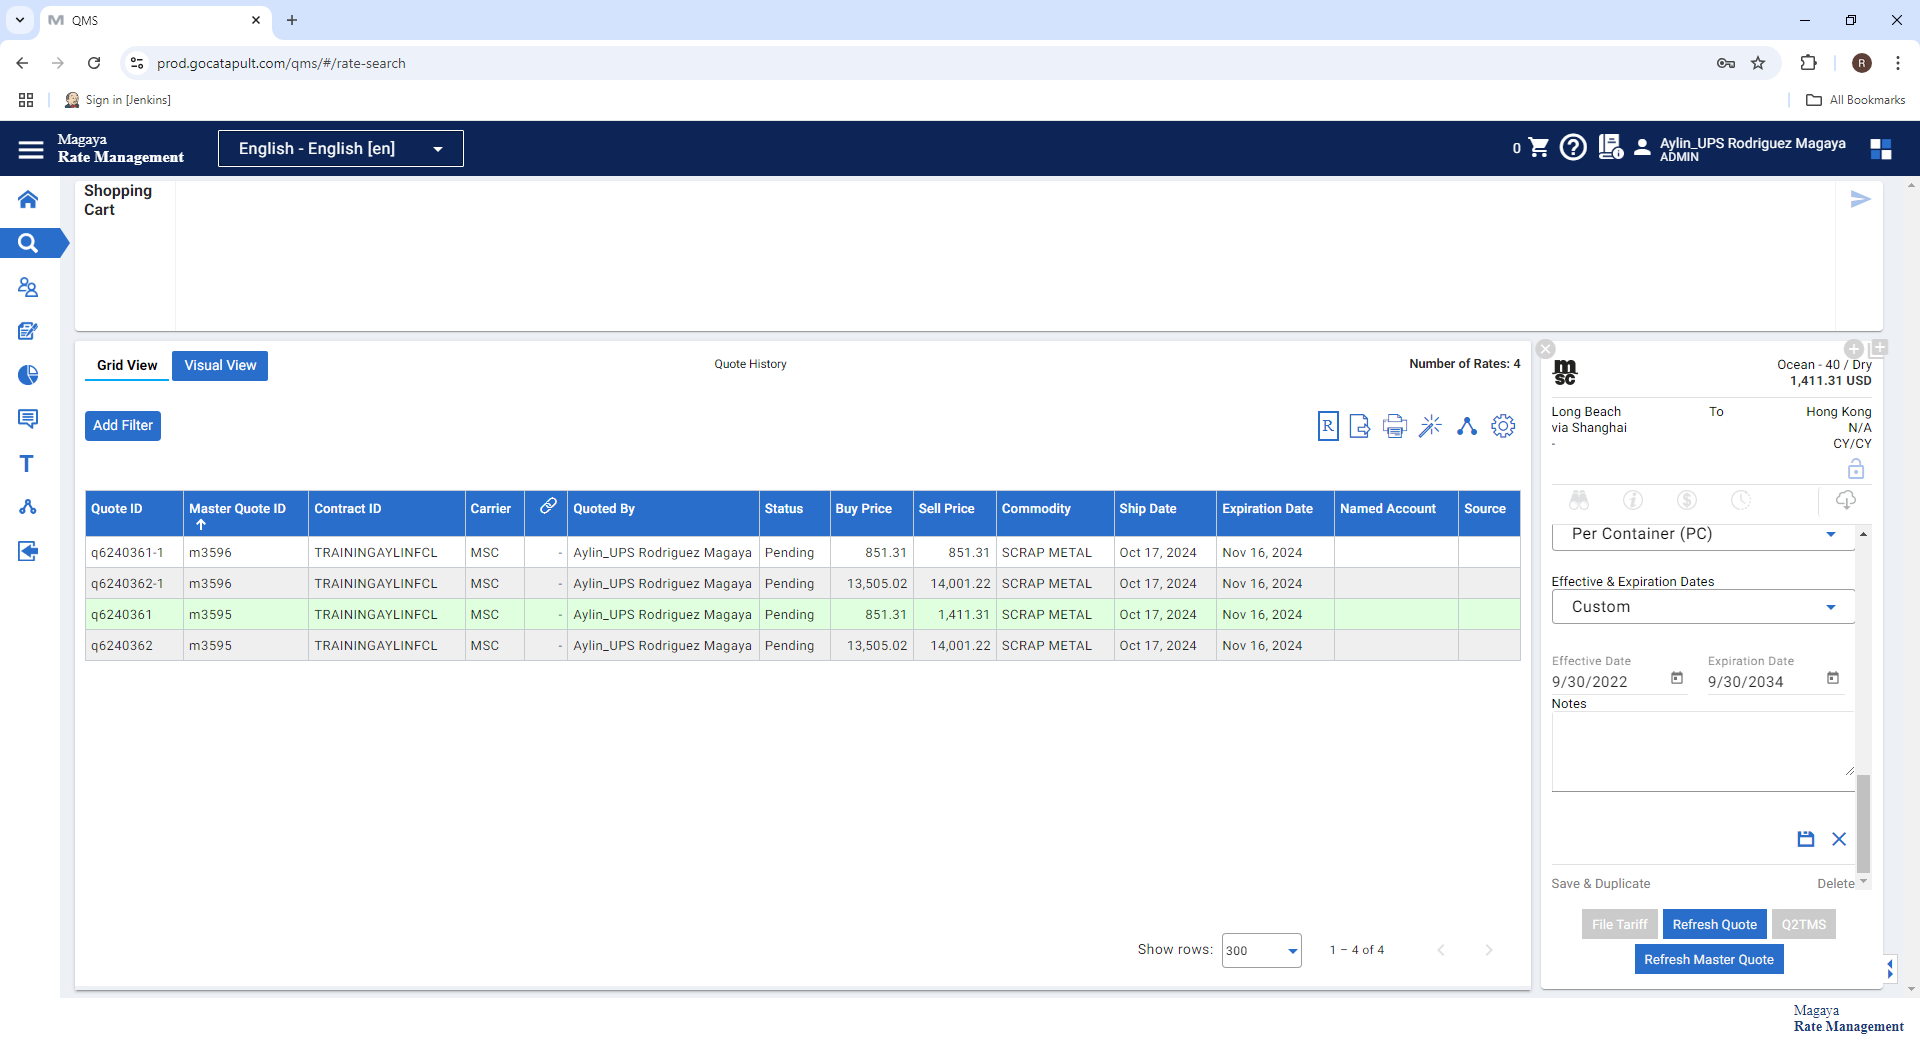 QMS
prod.gocatapult.com/qms/#/rate-search
R
Sign in [Jenkins]
All Bookmarks
Magaya
Rate Management
English - English [en]
0
Aylin_UPS Rodriguez Magaya
ADMIN
Shopping
Cart
T
Grid View
Visual View
Quote History
Number of Rates: 4
Add Filter
R
Quote ID Master Quote ID Contract ID Carrier Quoted By Status Buy Price Sell Price Commodity Ship Date Expiration Date Named Account Source
q6240361-1 m3596 TRAININGAYLINFCL MSC - Aylin_UPS Rodriguez Magaya Pending 851.31 851.31 SCRAP METAL Oct 17, 2024 Nov 16, 2024
q6240362-1 m3596 TRAININGAYLINFCL MSC - Aylin_UPS Rodriguez Magaya Pending 13,505.02 14,001.22 SCRAP METAL Oct 17, 2024 Nov 16, 2024
q6240361 m3595 TRAININGAYLINFCL MSC - Aylin_UPS Rodriguez Magaya Pending 851.31 1,411.31 SCRAP METAL Oct 17, 2024 Nov 16, 2024
q6240362 m3595 TRAININGAYLINFCL MSC - Aylin_UPS Rodriguez Magaya Pending 13,505.02 14,001.22 SCRAP METAL Oct 17, 2024 Nov 16, 2024
Show rows: 300 1 – 4 of 4
msc
Ocean - 40 / Dry
1,411.31 USD
Long Beach To Hong Kong
via Shanghai N/A
- CY/CY
Per Container (PC)
Effective & Expiration Dates
Custom
Effective Date Expiration Date
9/30/2022 9/30/2034
Notes
Save & Duplicate Delete
File Tariff Refresh Quote Q2TMS
Refresh Master Quote
Magaya
Rate Management